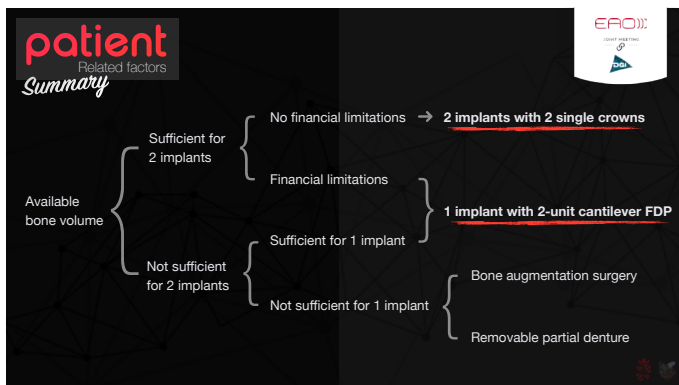 patient
Related factors
Summary
EAO
JOINT MEETING
DGI
No financial limitations → 2 implants with 2 single crowns
Sufficient for
2 implants
Financial limitations
Available
bone volume
1 implant with 2-unit cantilever FDP
Sufficient for 1 implant
Not sufficient
for 2 implants
Bone augmentation surgery
Not sufficient for 1 implant
Removable partial denture